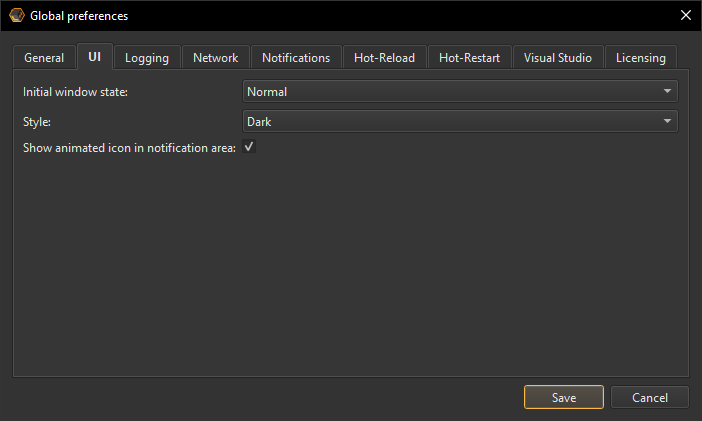 Global preferences
General UI Logging Network Notifications Hot-Reload Hot-Restart Visual Studio Licensing
Initial window state: Normal
Style: Dark
Show animated icon in notification area:
Save Cancel